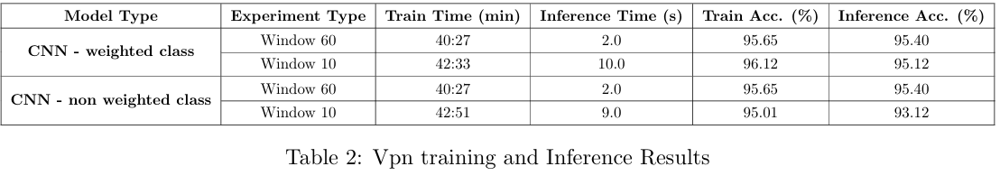 Model Type Experiment Type Train Time (min) Inference Time (s) Train Acc. (%) Inference Acc. (%)
CNN - weighted class Window 60 40:27 2.0 95.65 95.40
Window 10 42:33 10.0 96.12 95.12
CNN - non weighted class Window 60 40:27 2.0 95.65 95.40
Window 10 42:51 9.0 95.01 93.12
Table 2: Vpn training and Inference Results